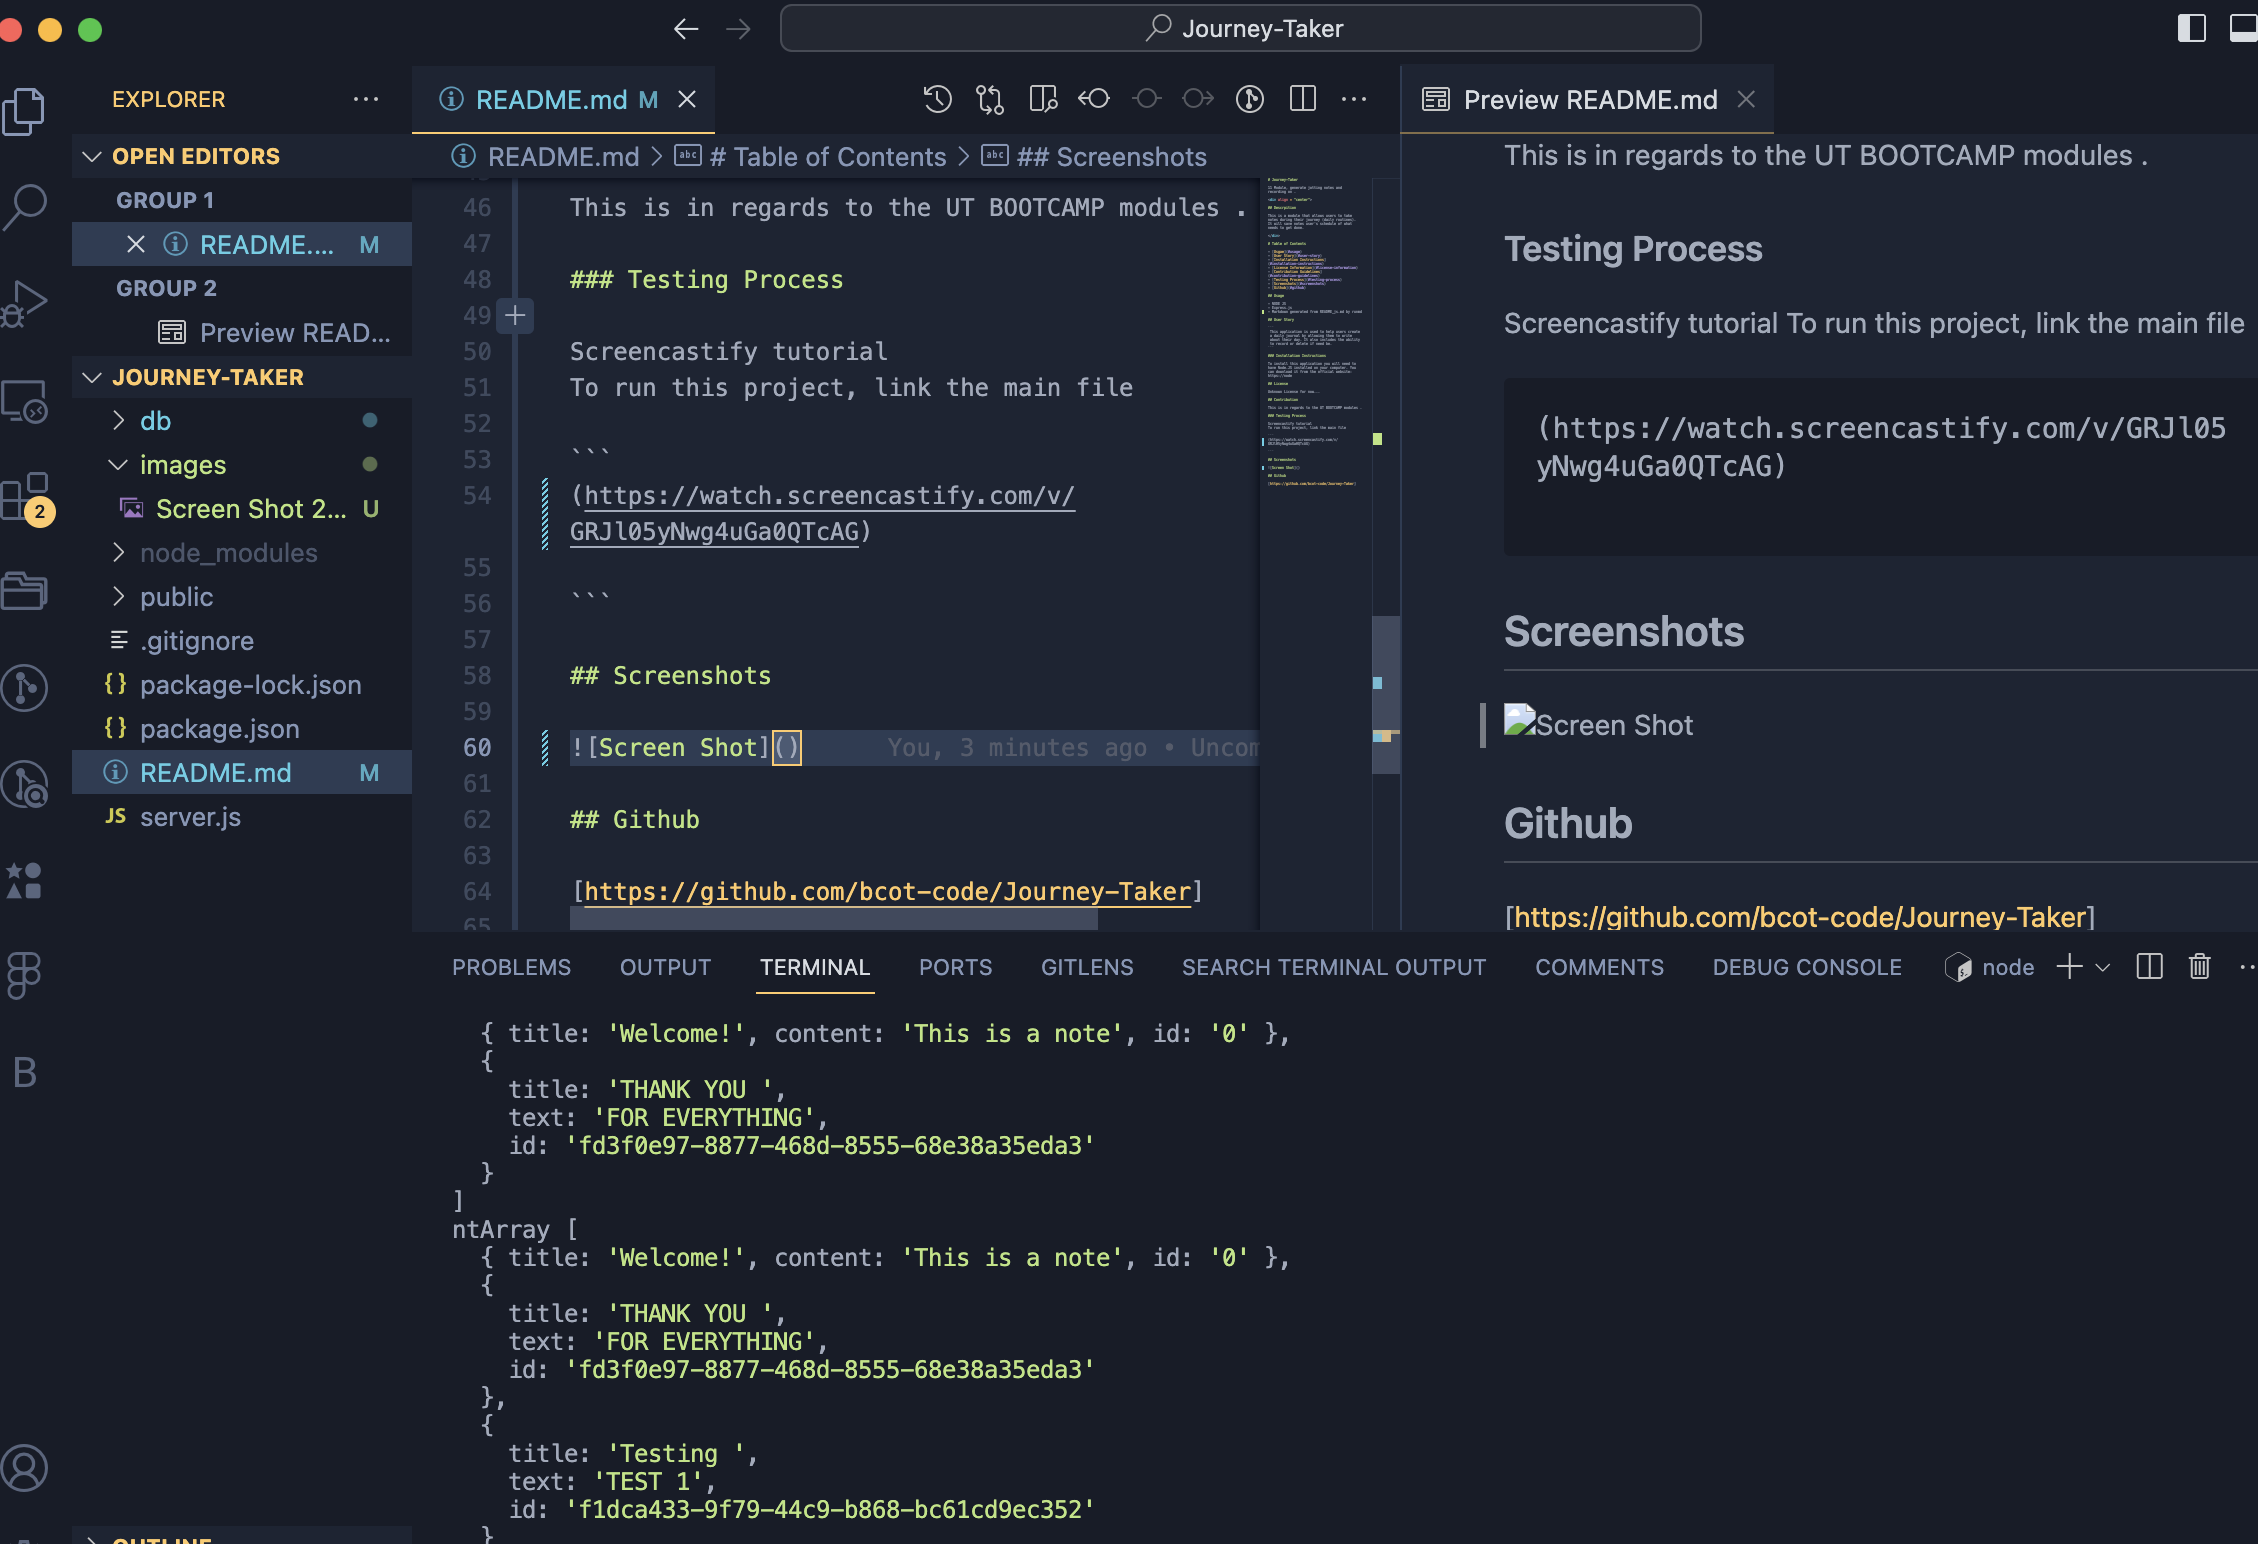 Journey-Taker
EXPLORER
OPEN EDITORS
GROUP 1
README.... M
GROUP 2
Preview READ...
JOURNEY-TAKER
db
images
Screen Shot 2... U
node_modules
public
.gitignore
{} package-lock.json
{} package.json
README.md M
JS server.js
2
B
README.md M
README.md > # Table of Contents > ## Screenshots
46 This is in regards to the UT BOOTCAMP modules .
47
48 ### Testing Process
49
50 Screencastify tutorial
51 To run this project, link the main file
52
53 ```
54 (https://watch.screencastify.com/v/
GRJl05yNwg4uGa0QTcAG)
55
56 ```
57
58 ## Screenshots
59
60 ![Screen Shot]() You, 3 minutes ago • Uncom
61
62 ## Github
63
64 [https://github.com/bcot-code/Journey-Taker]
65
Preview README.md
This is in regards to the UT BOOTCAMP modules .
Testing Process
Screencastify tutorial To run this project, link the main file
(https://watch.screencastify.com/v/GRJl05
yNwg4uGa0QTcAG)
Screenshots
Screen Shot
Github
[https://github.com/bcot-code/Journey-Taker]
PROBLEMS OUTPUT TERMINAL PORTS GITLENS SEARCH TERMINAL OUTPUT COMMENTS DEBUG CONSOLE node
{ title: 'Welcome!', content: 'This is a note', id: '0' },
{
title: 'THANK YOU ',
text: 'FOR EVERYTHING',
id: 'fd3f0e97-8877-468d-8555-68e38a35eda3'
}
]
ntArray [
{ title: 'Welcome!', content: 'This is a note', id: '0' },
{
title: 'THANK YOU ',
text: 'FOR EVERYTHING',
id: 'fd3f0e97-8877-468d-8555-68e38a35eda3'
},
{
title: 'Testing ',
text: 'TEST 1',
id: 'f1dca433-9f79-44c9-b868-bc61cd9ec352'
}
OUTLINE